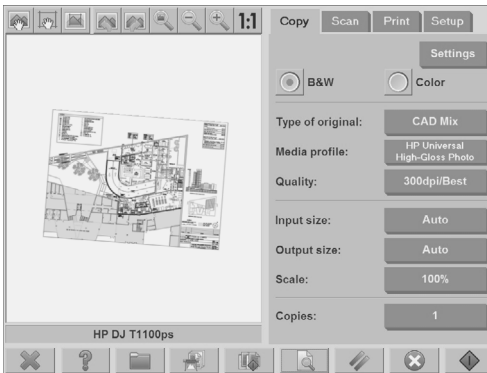 1:1
Copy Scan Print Setup
Settings
B&W Color
Type of original: CAD Mix
Media profile: HP Universal
High-Gloss Photo
Quality: 300dpi/Best
Input size: Auto
Output size: Auto
Scale: 100%
Copies: 1
HP DJ T1100ps
?